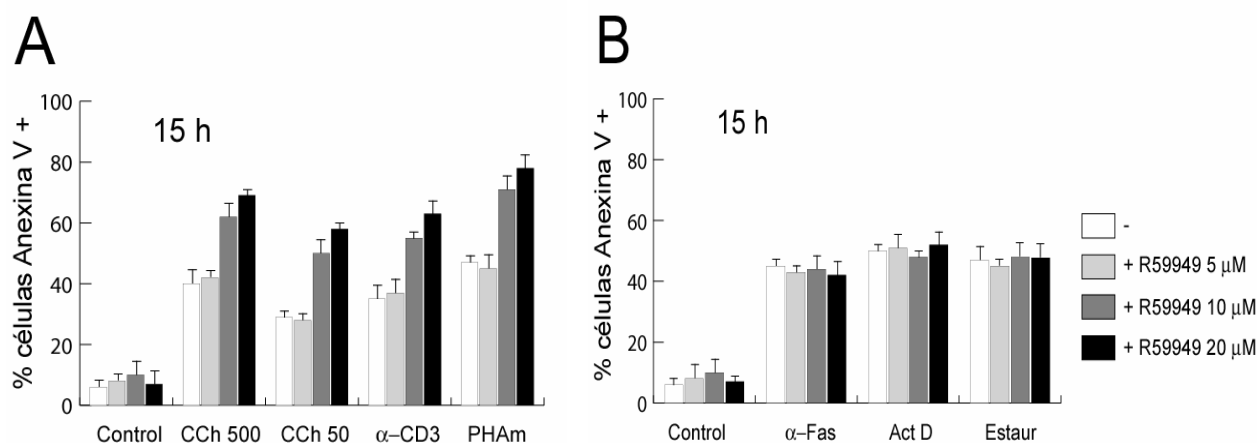 A
% células Anexina V +
100
80
60
40
20
0
15 h
Control
CCh 500
CCh 50
α–CD3
PHAm
B
% células Anexina V +
100
80
60
40
20
0
15 h
Control
α–Fas
Act D
Estaur
-
+ R59949 5 µM
+ R59949 10 µM
+ R59949 20 µM